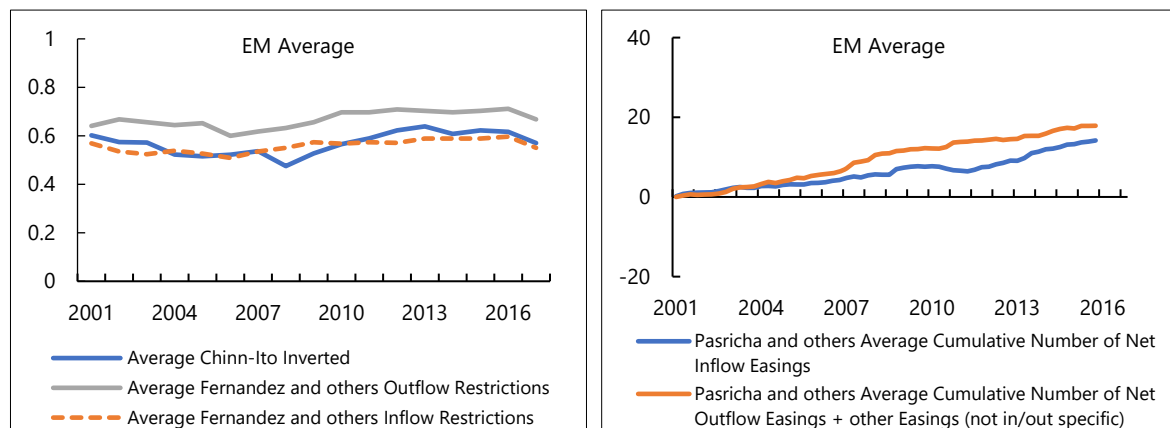 EM Average
1
0.8
0.6
0.4
0.2
0
2001 2004 2007 2010 2013 2016
Average Chinn-Ito Inverted
Average Fernandez and others Outflow Restrictions
Average Fernandez and others Inflow Restrictions
EM Average
40
20
0
-20
2001 2004 2007 2010 2013 2016
Pasricha and others Average Cumulative Number of Net
Inflow Easings
Pasricha and others Average Cumulative Number of Net
Outflow Easings + other Easings (not in/out specific)